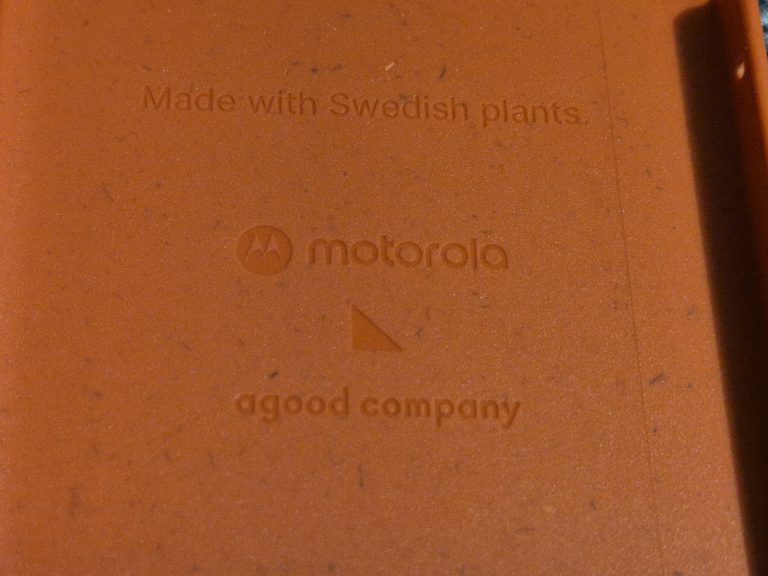 Made with Swedish plants.
motorola
agood company